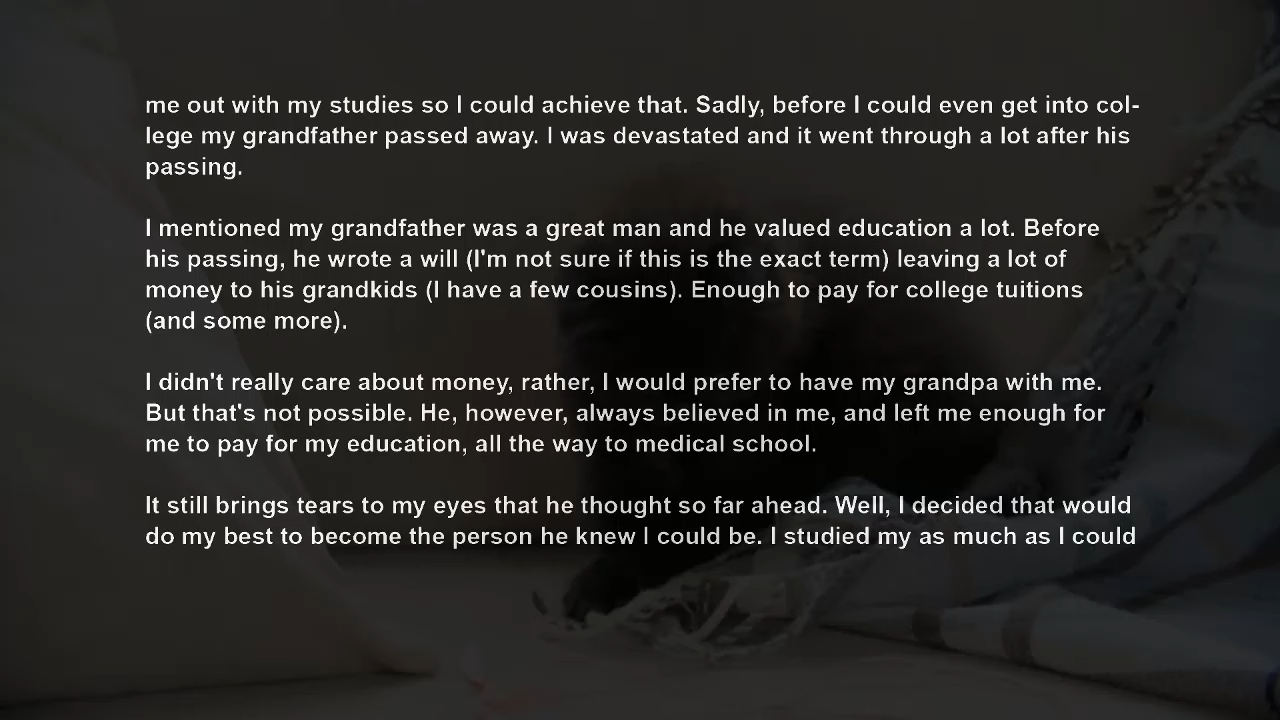 me out with my studies so I could achieve that. Sadly, before I could even get into col-
lege my grandfather passed away. I was devastated and it went through a lot after his
passing.
I mentioned my grandfather was a great man and he valued education a lot. Before
his passing, he wrote a will (I'm not sure if this is the exact term) leaving a lot of
money to his grandkids (I have a few cousins). Enough to pay for college tuitions
(and some more).
I didn't really care about money, rather, I would prefer to have my grandpa with me.
But that's not possible. He, however, always believed in me, and left me enough for
me to pay for my education, all the way to medical school.
It still brings tears to my eyes that he thought so far ahead. Well, I decided that would
do my best to become the person he knew I could be. I studied my as much as I could